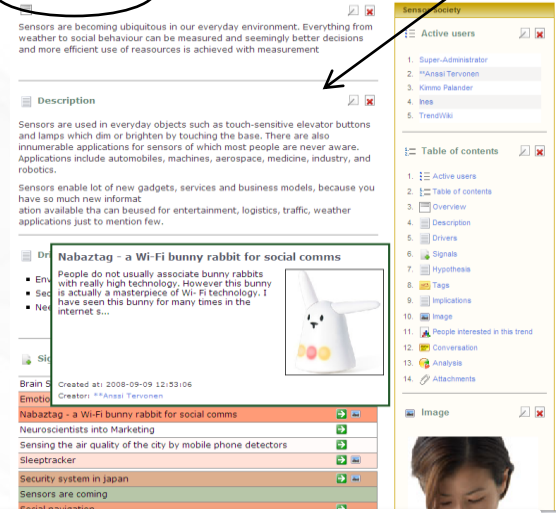 Sensors are becoming ubiquitous in our everyday environment. Everything from
weather to social behaviour can be measured and seemingly better decisions
and more efficient use of reasources is achieved with measurement
Description
Sensors are used in everyday objects such as touch-sensitive elevator buttons
and lamps which dim or brighten by touching the base. There are also
innumerable applications for sensors of which most people are never aware.
Applications include automobiles, machines, aerospace, medicine, industry, and
robotics.
Sensors enable lot of new gadgets, services and business models, because you
have so much new informat
ation available tha can beused for entertainment, logistics, traffic, weather
applications just to mention few.
Dri
Env
Sec
Nee
Nabaztag - a Wi-Fi bunny rabbit for social comms
People do not usually associate bunny rabbits
with really high technology. However this bunny
is actually a masterpiece of Wi- Fi technology. I
have seen this bunny for many times in the
internet s...
Created at: 2008-09-09 12:53:06
Creator: **Anssi Tervonen
Sig
Brain S
Emotio
Nabaztag - a Wi-Fi bunny rabbit for social comms
Neuroscientists into Marketing
Sensing the air quality of the city by mobile phone detectors
Sleeptracker
Security system in japan
Sensors are coming
Social navigation
Sensor society
Active users
1. Super-Administrator
2. **Anssi Tervonen
3. Kimmo Palander
4. Ines
5. TrendWiki
Table of contents
1. Active users
2. Table of contents
3. Overview
4. Description
5. Drivers
6. Signals
7. Hypothesis
8. Tags
9. Implications
10. Image
11. People interested in this trend
12. Conversation
13. Analysis
14. Attachments
Image